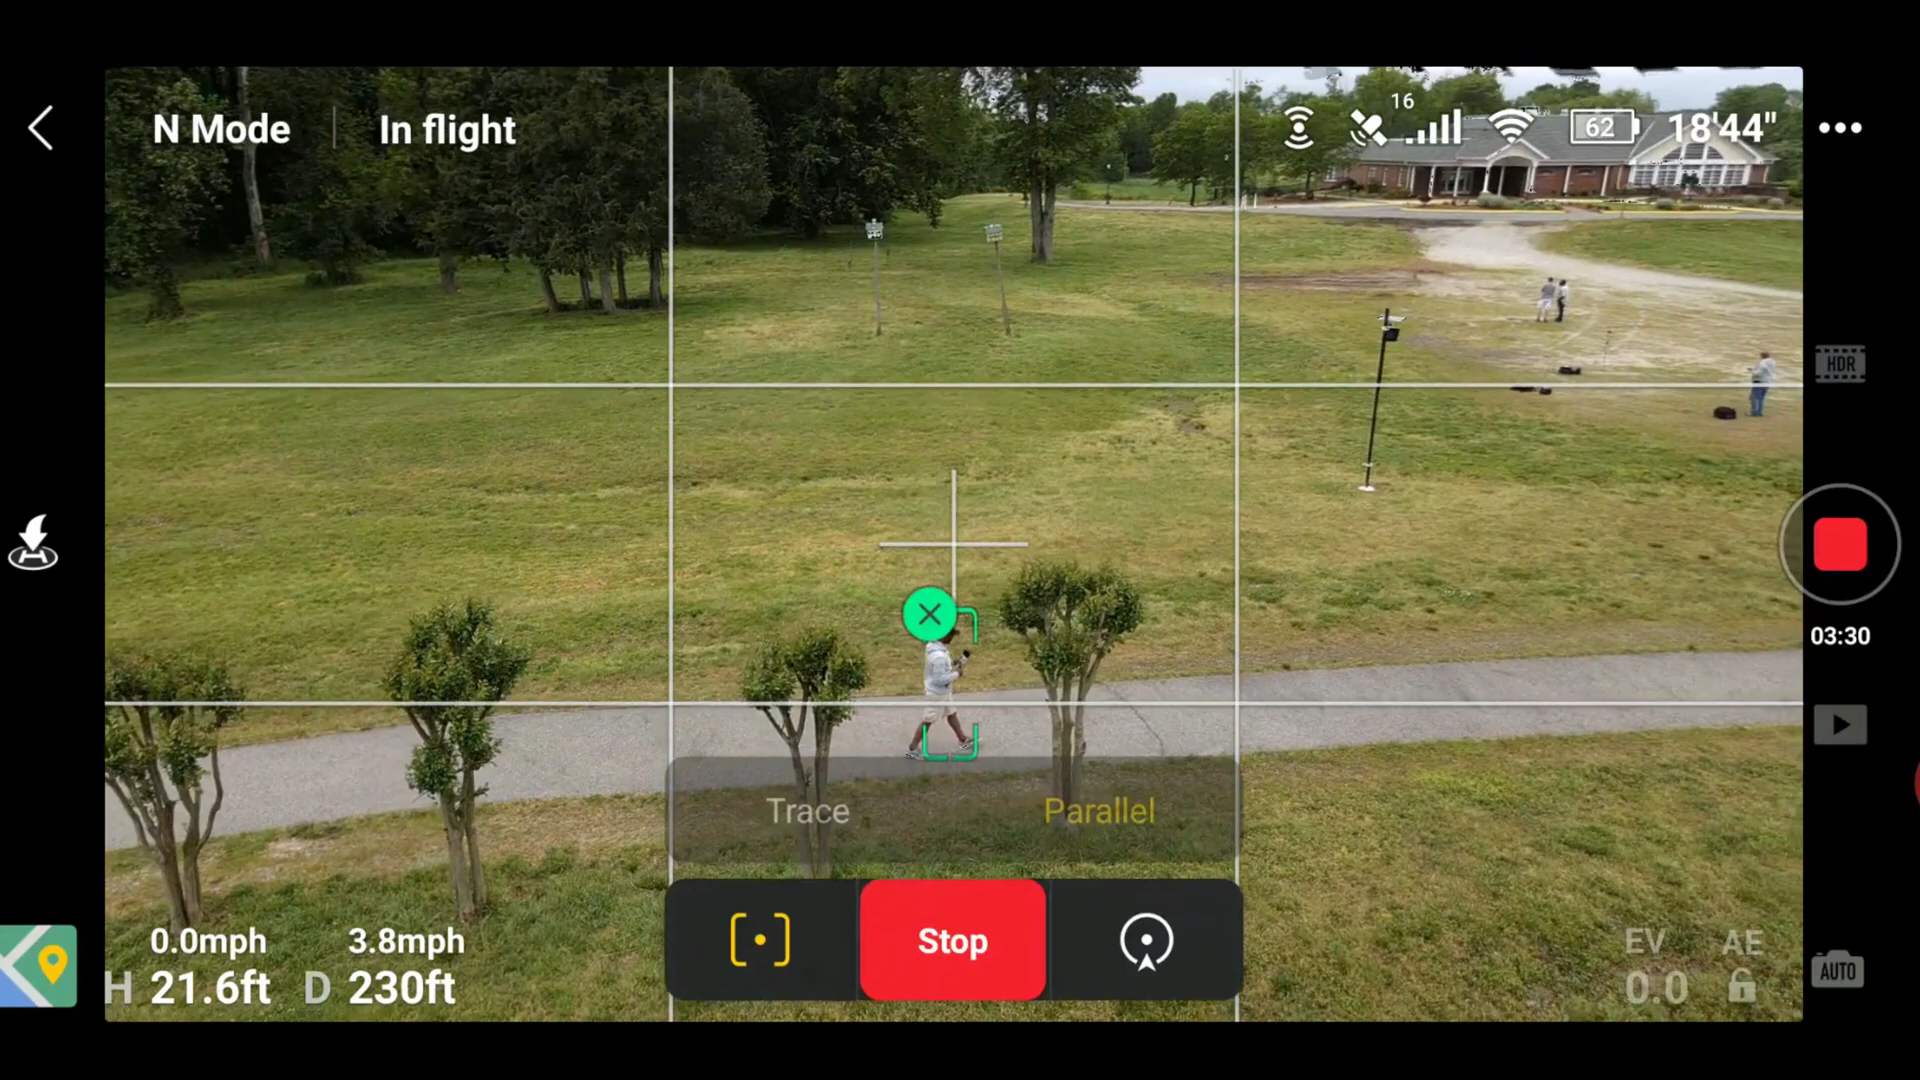 N Mode
In flight
16
62
18'44"
HDR
03:30
Trace
Parallel
Stop
0.0mph
3.8mph
H 21.6ft
D 230ft
EV
AE
0.0
AUTO